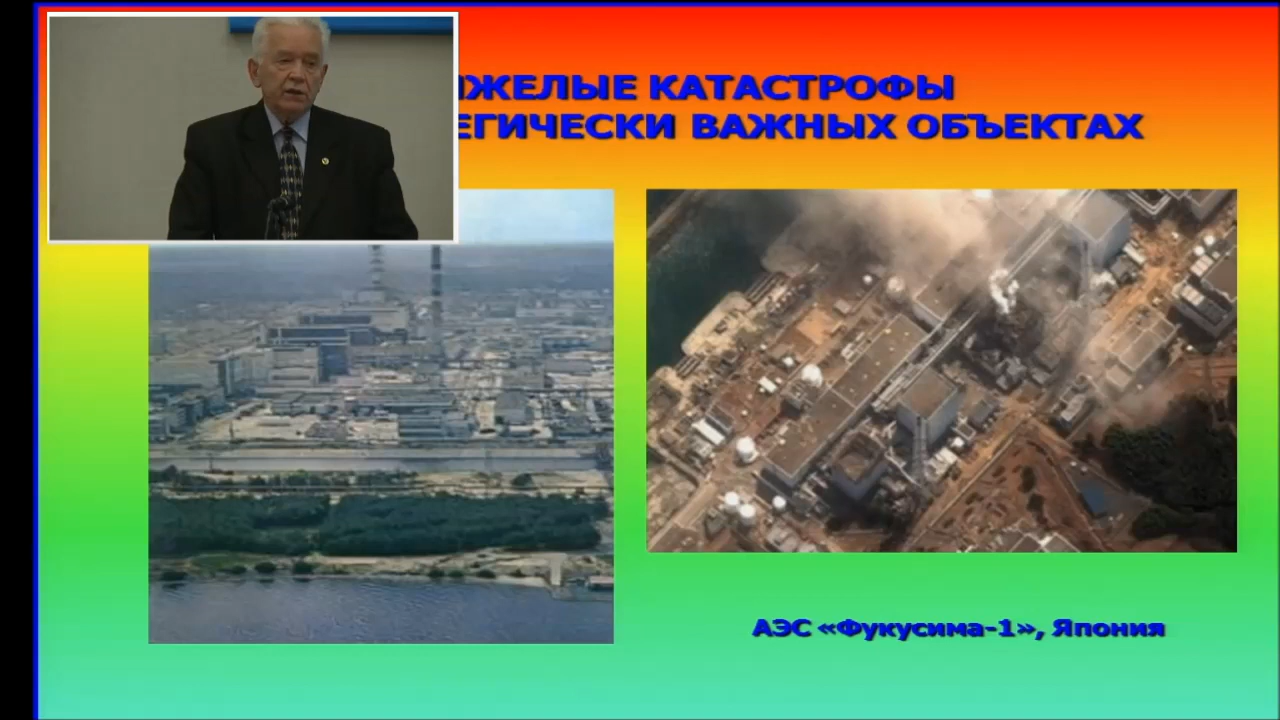 ЖЕЛЫЕ КАТАСТРОФЫ
ЕГИЧЕСКИ ВАЖНЫХ ОБЪЕКТАХ
АЭС «Фукусима-1», Япония